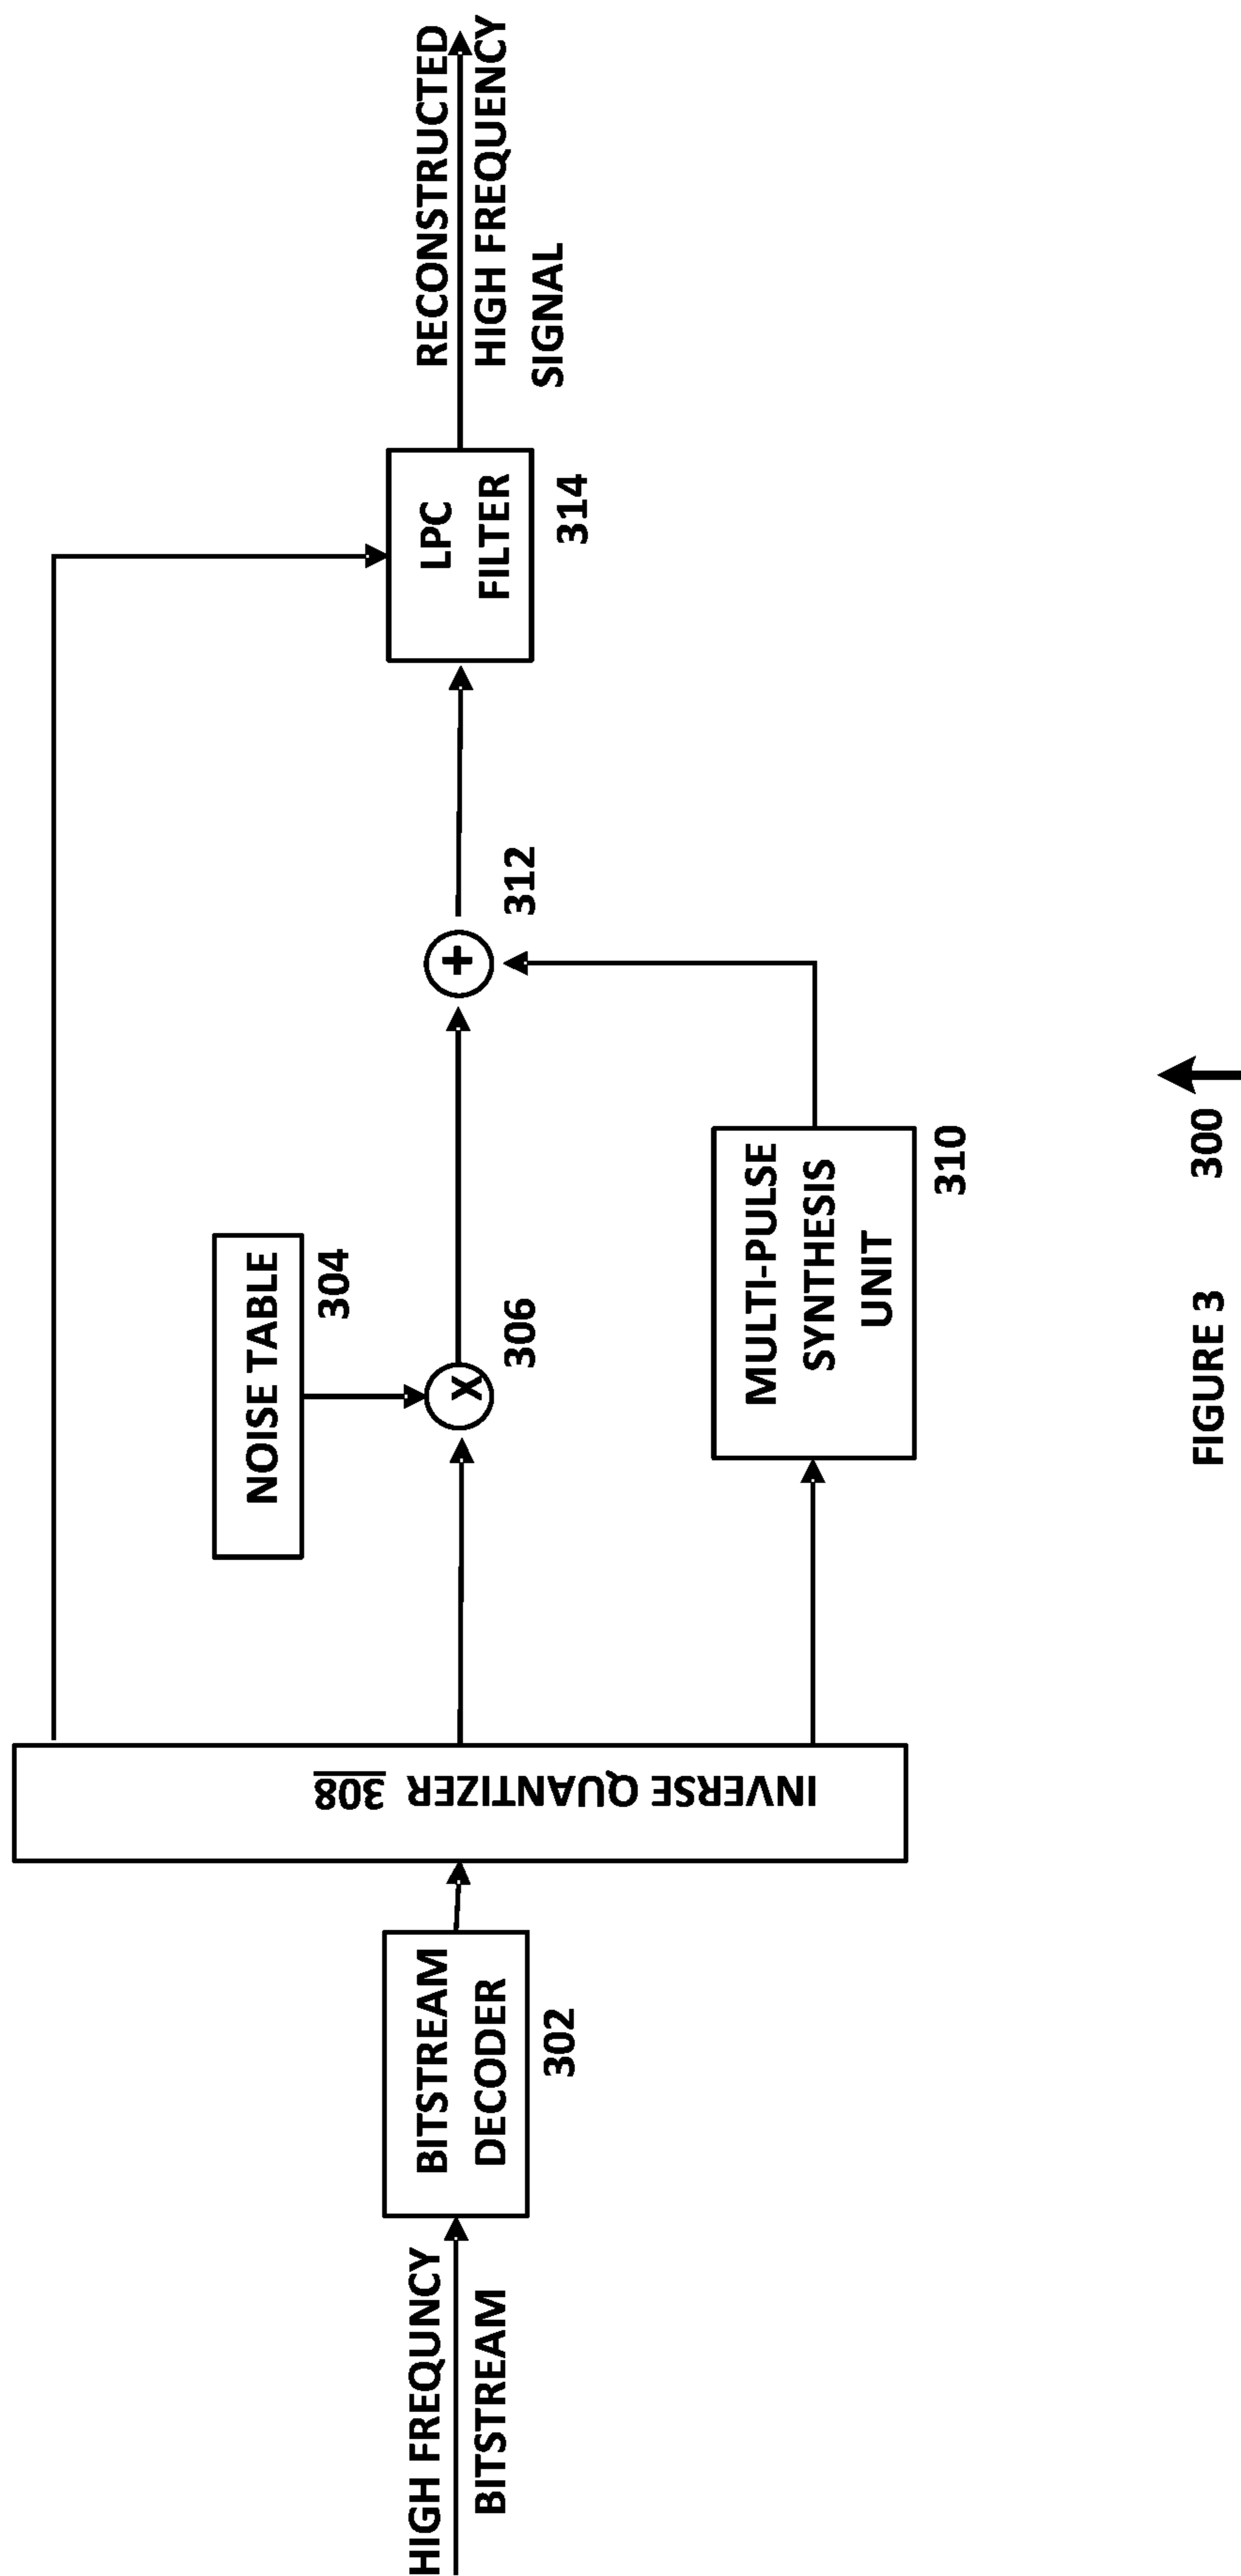 HIGH FREQUNCY
BITSTREAM
BITSTREAM
DECODER
302
INVERSE QUANTIZER 308
NOISE TABLE
304
X
306
MULTI-PULSE
SYNTHESIS
UNIT
310
+
312
LPC
FILTER
314
RECONSTRUCTED
HIGH FREQUENCY
SIGNAL
FIGURE 3
300